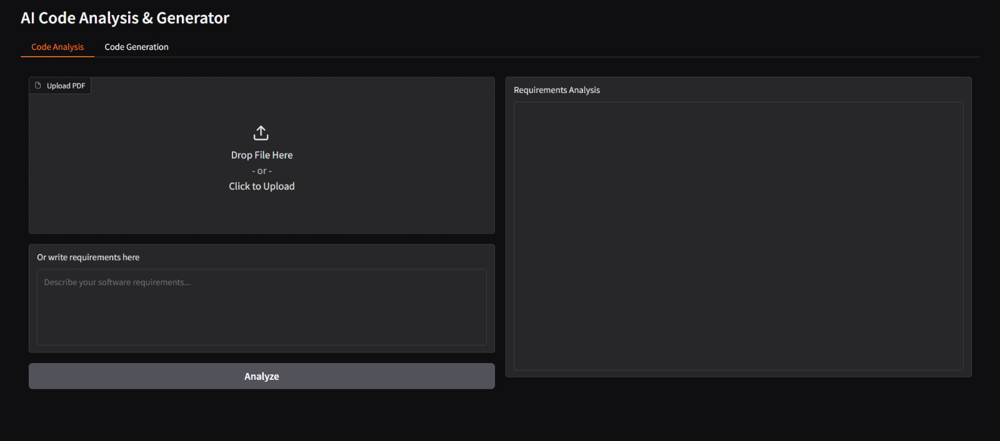 AI Code Analysis & Generator
Code Analysis
Code Generation
Upload PDF
Drop File Here
- or -
Click to Upload
Or write requirements here
Describe your software requirements...
Analyze
Requirements Analysis